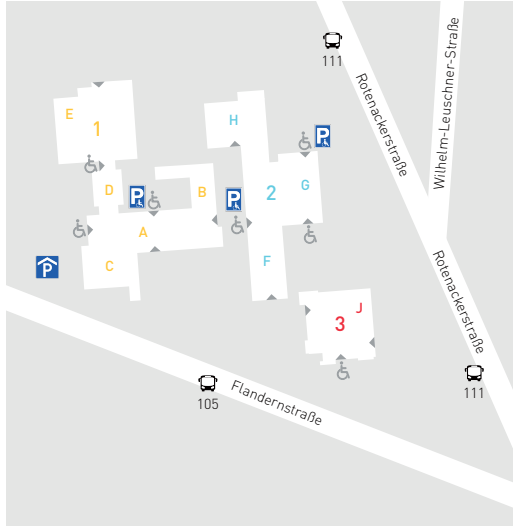 111
Rotenackerstraße
Wilhelm-Leuschner-Straße
E
1
H
P
D
P
B
P
2
G
A
F
C
P
Rotenackerstraße
J
3
111
105
Flandernstraße